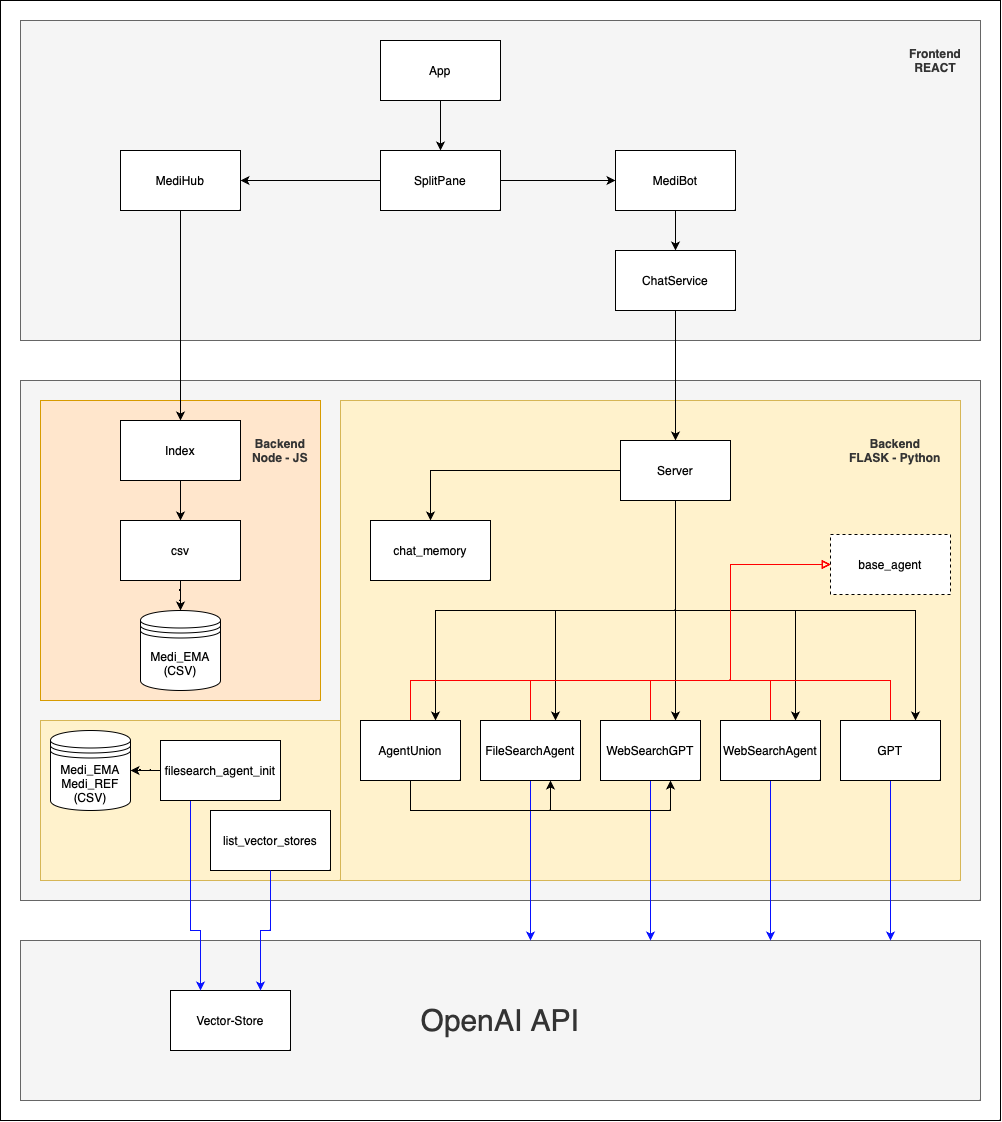 Frontend
REACT
App
MediHub
SplitPane
MediBot
ChatService
Index
Backend
Node - JS
Server
Backend
FLASK - Python
csv
chat_memory
base_agent
Medi_EMA
(CSV)
AgentUnion
FileSearchAgent
WebSearchGPT
WebSearchAgent
GPT
Medi_EMA
Medi_REF
(CSV)
filesearch_agent_init
list_vector_stores
Vector-Store
OpenAI API